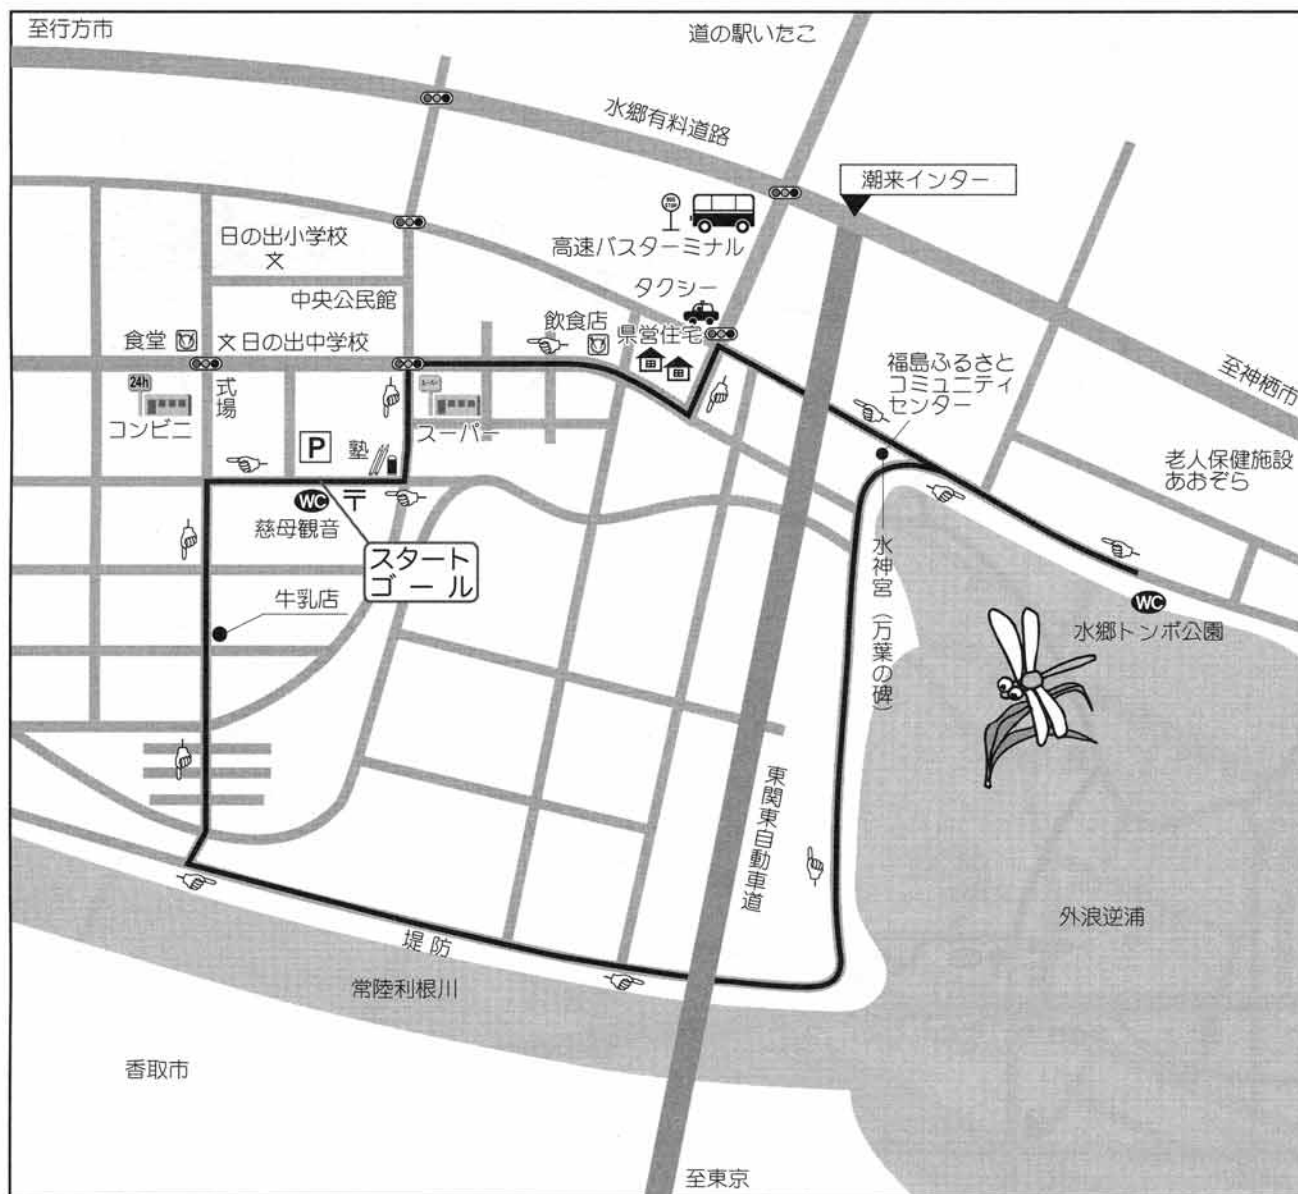 至行方市
道の駅いたこ
水郷有料道路
潮来インター
日の出小学校
文
高速バスターミナル
中央公民館
タクシー
食堂
文日の出中学校
飲食店
県営住宅
福島ふるさと
コミュニティ
センター
至神栖市
24h
コンビニ
式場
スーパー
P
塾
老人保健施設
あおぞら
WC
〒
慈母観音
スタート
ゴール
水神宮(万葉の碑)
牛乳店
WC
水郷トンボ公園
東関東自動車道
外浪逆浦
堤防
常陸利根川
香取市
至東京